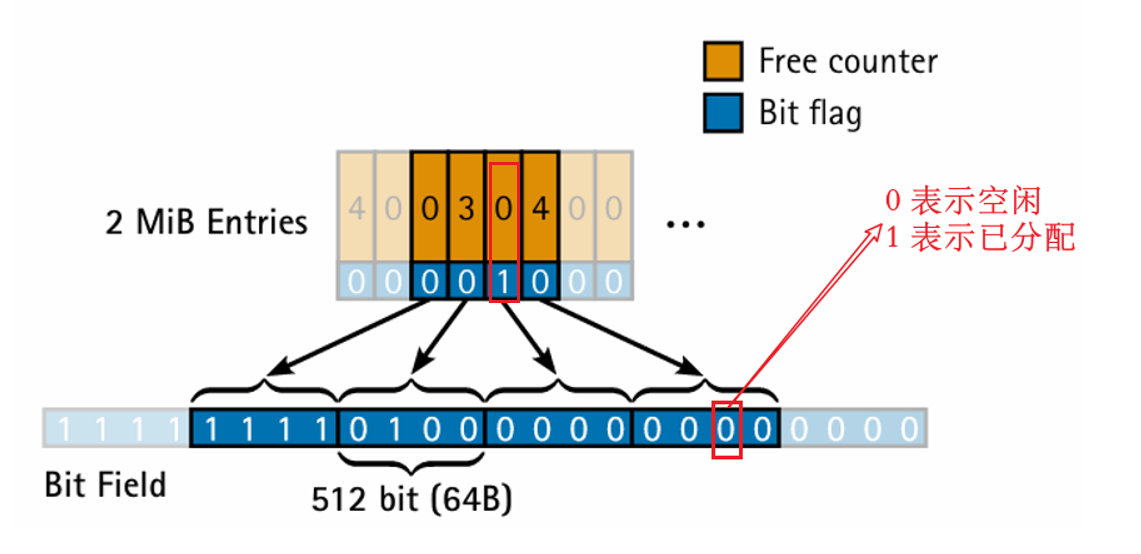 Free counter
Bit flag
2 MiB Entries
4 0 0 3 0 4 0 0
...
0 0 0 0 1 0 0 0
0 表示空闲
1 表示已分配
1 1 1 1 1 1 1 1 0 1 0 0 0 0 0 0 0 0 0 0 0 0 0 0
Bit Field
512 bit (64B)